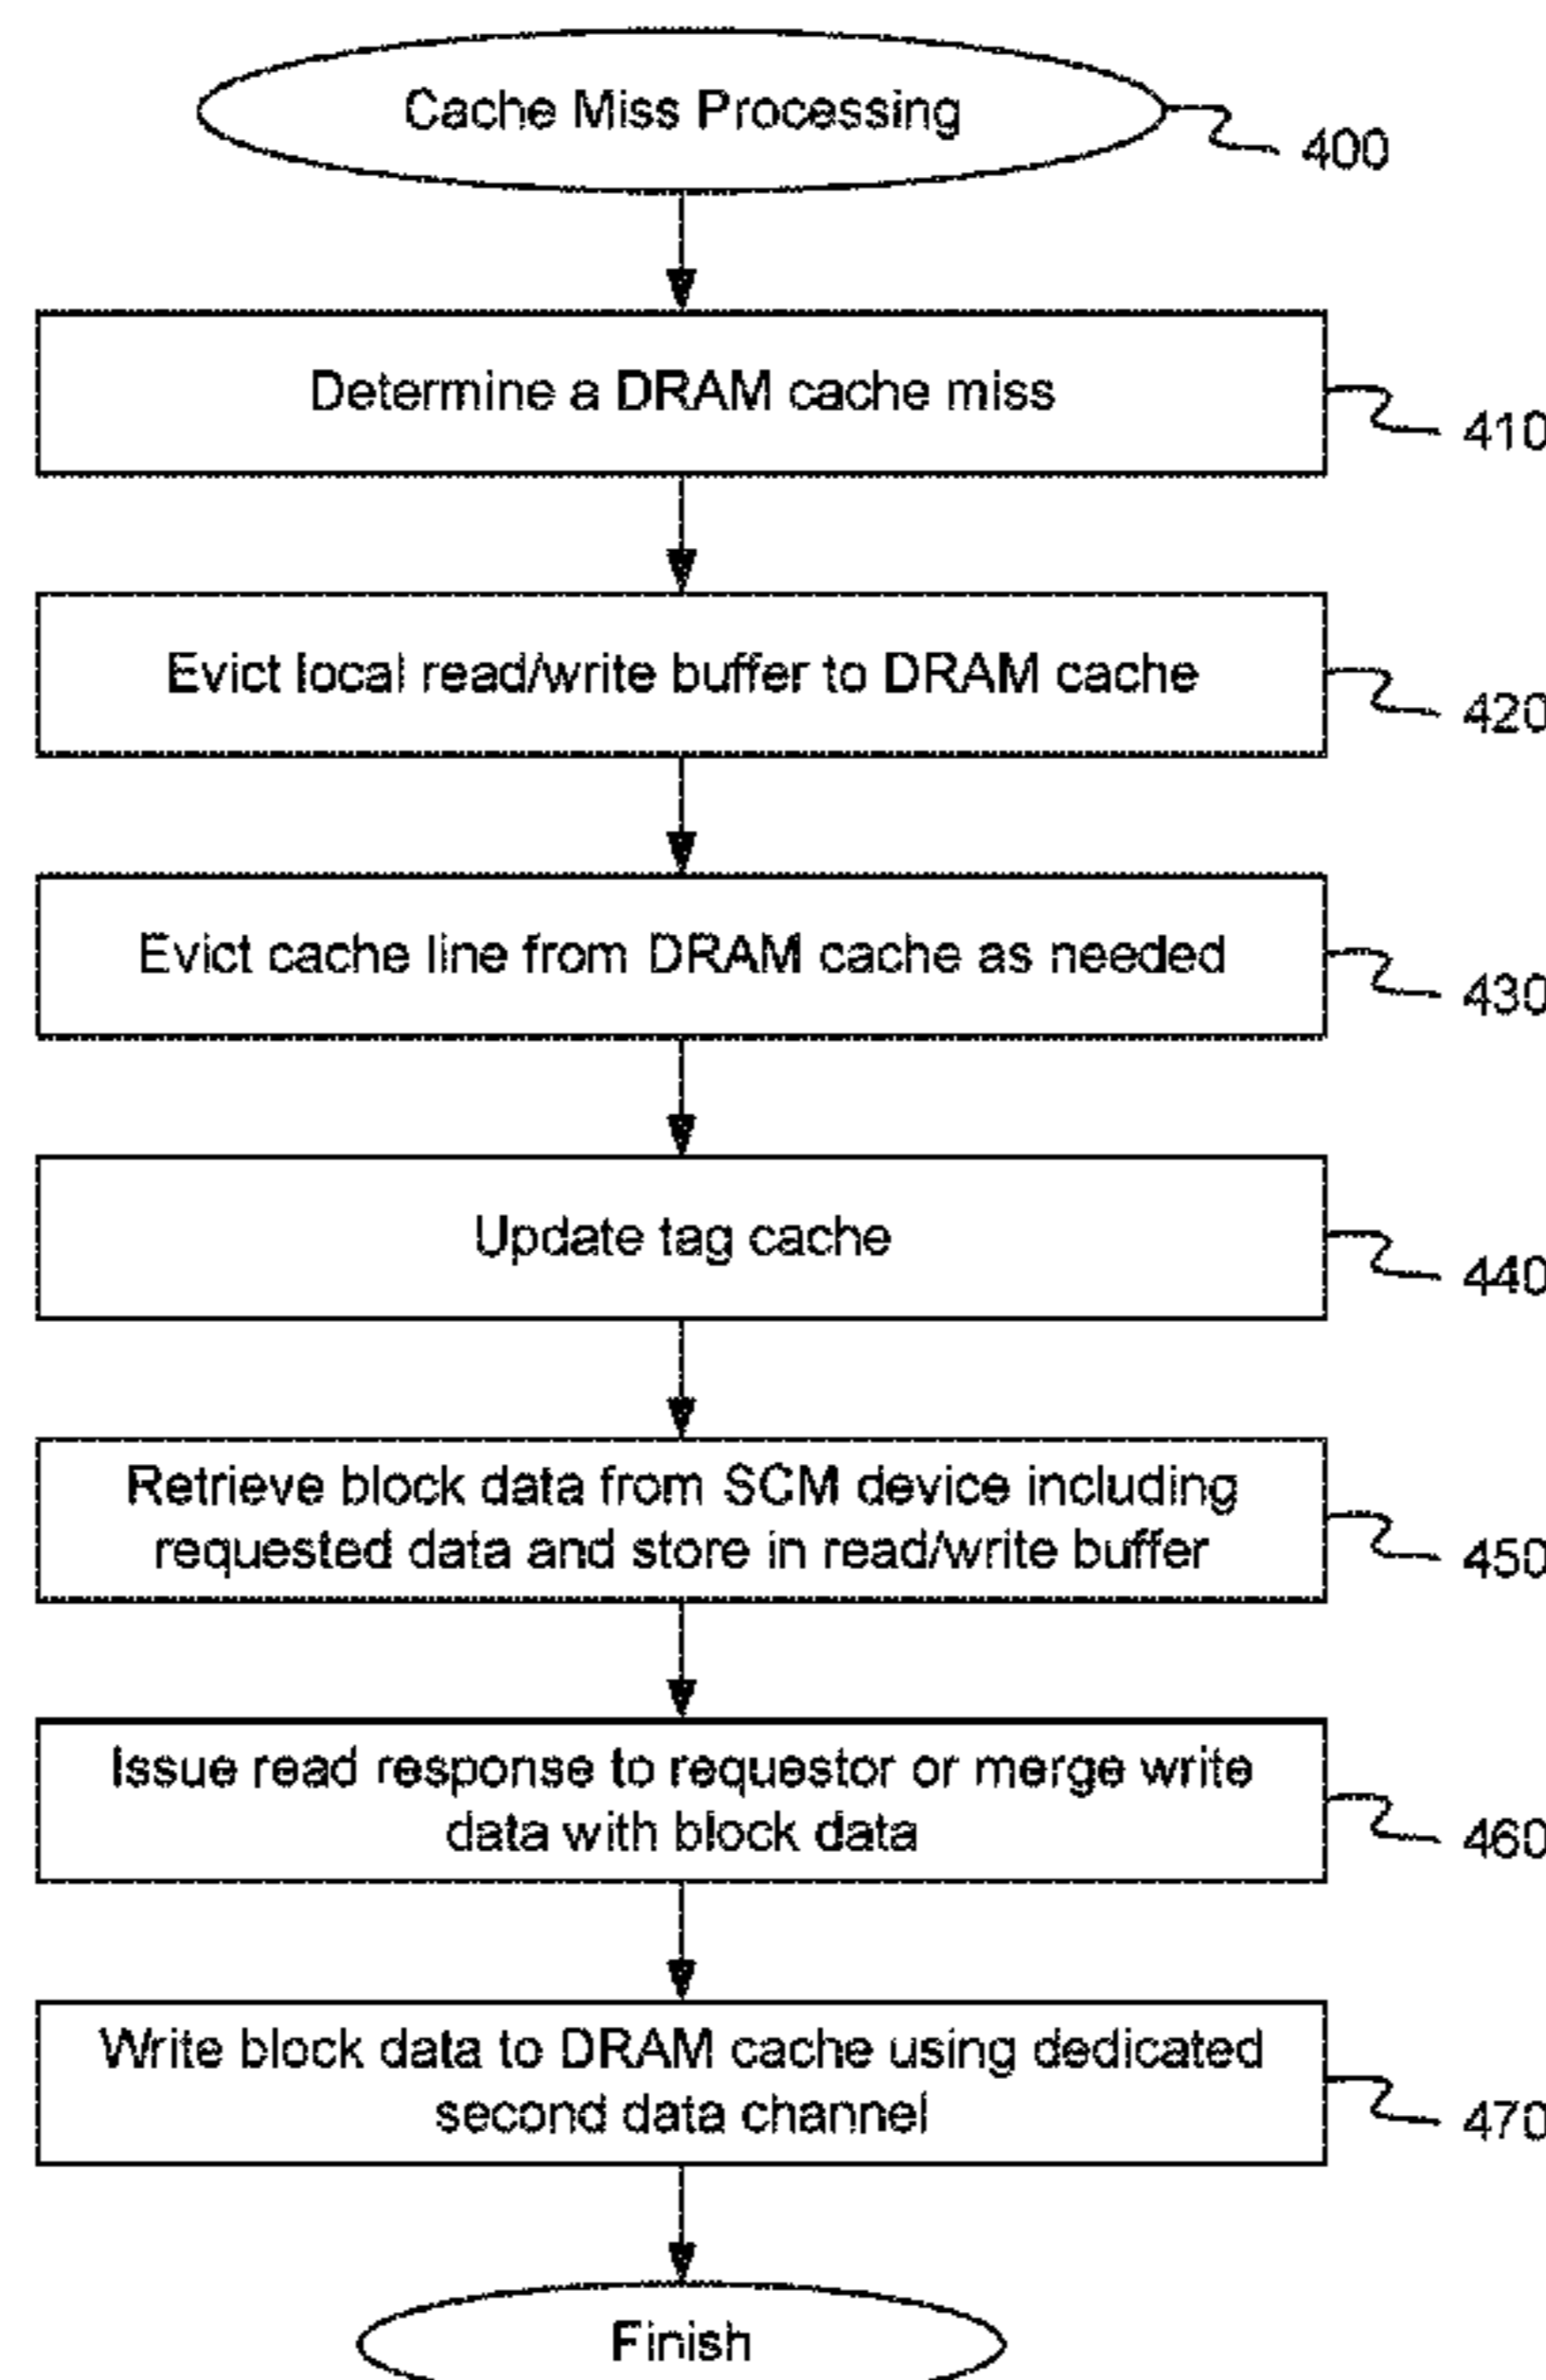 Cache Miss Processing
400
Determine a DRAM cache miss
410
Evict local read/write buffer to DRAM cache
420
Evict cache line from DRAM cache as needed
430
Update tag cache
440
Retrieve block data from SCM device including
requested data and store in read/write buffer
450
Issue read response to requestor or merge write
data with block data
460
Write block data to DRAM cache using dedicated
second data channel
470
Finish